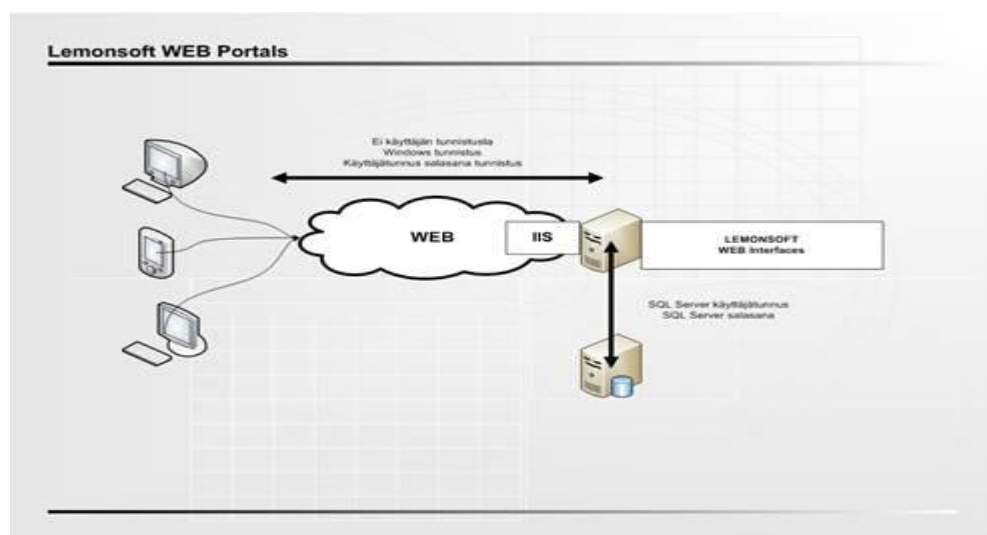 Lemonsoft WEB Portals
Ei käyttäjän tunnistusta
Windows tunnistus
Käyttäjätunnus salasana tunnistus
WEB
IIS
LEMONSOFT
WEB Interfaces
SQL Server käyttäjätunnus
SQL Server salasana